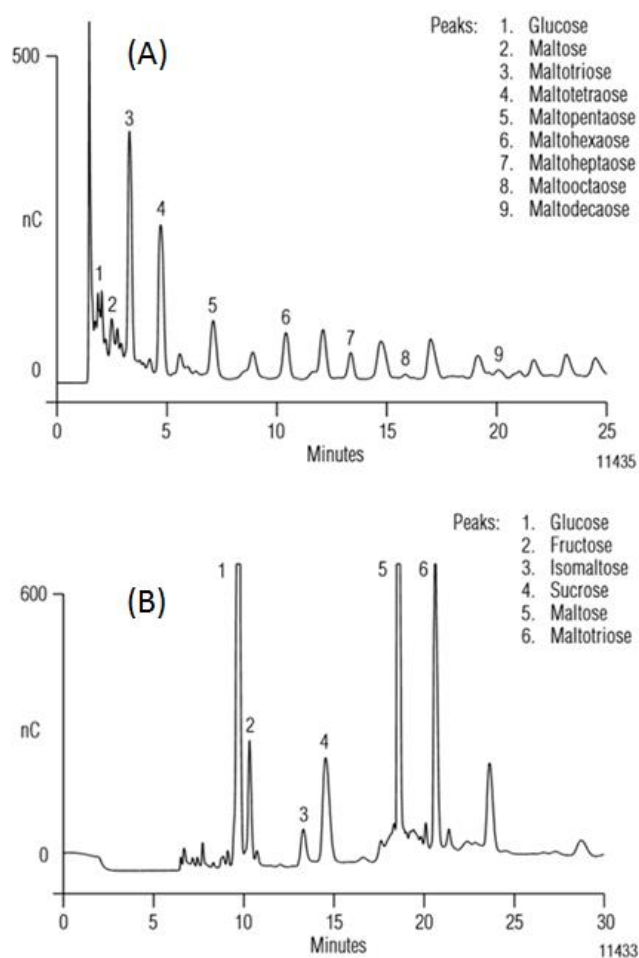 Peaks: 1. Glucose
2. Maltose
3. Maltotriose
4. Maltotetraose
5. Maltopentaose
6. Maltohexaose
7. Maltoheptaose
8. Maltooctaose
9. Maltodecaose
(A)
500
nC
0
1
2
3
4
5
6
7
8
9
0 5 10 15 20 25
Minutes
11435
Peaks: 1. Glucose
2. Fructose
3. Isomaltose
4. Sucrose
5. Maltose
6. Maltotriose
(B)
600
nC
0
1
2
3
4
5
6
0 5 10 15 20 25 30
Minutes
11433